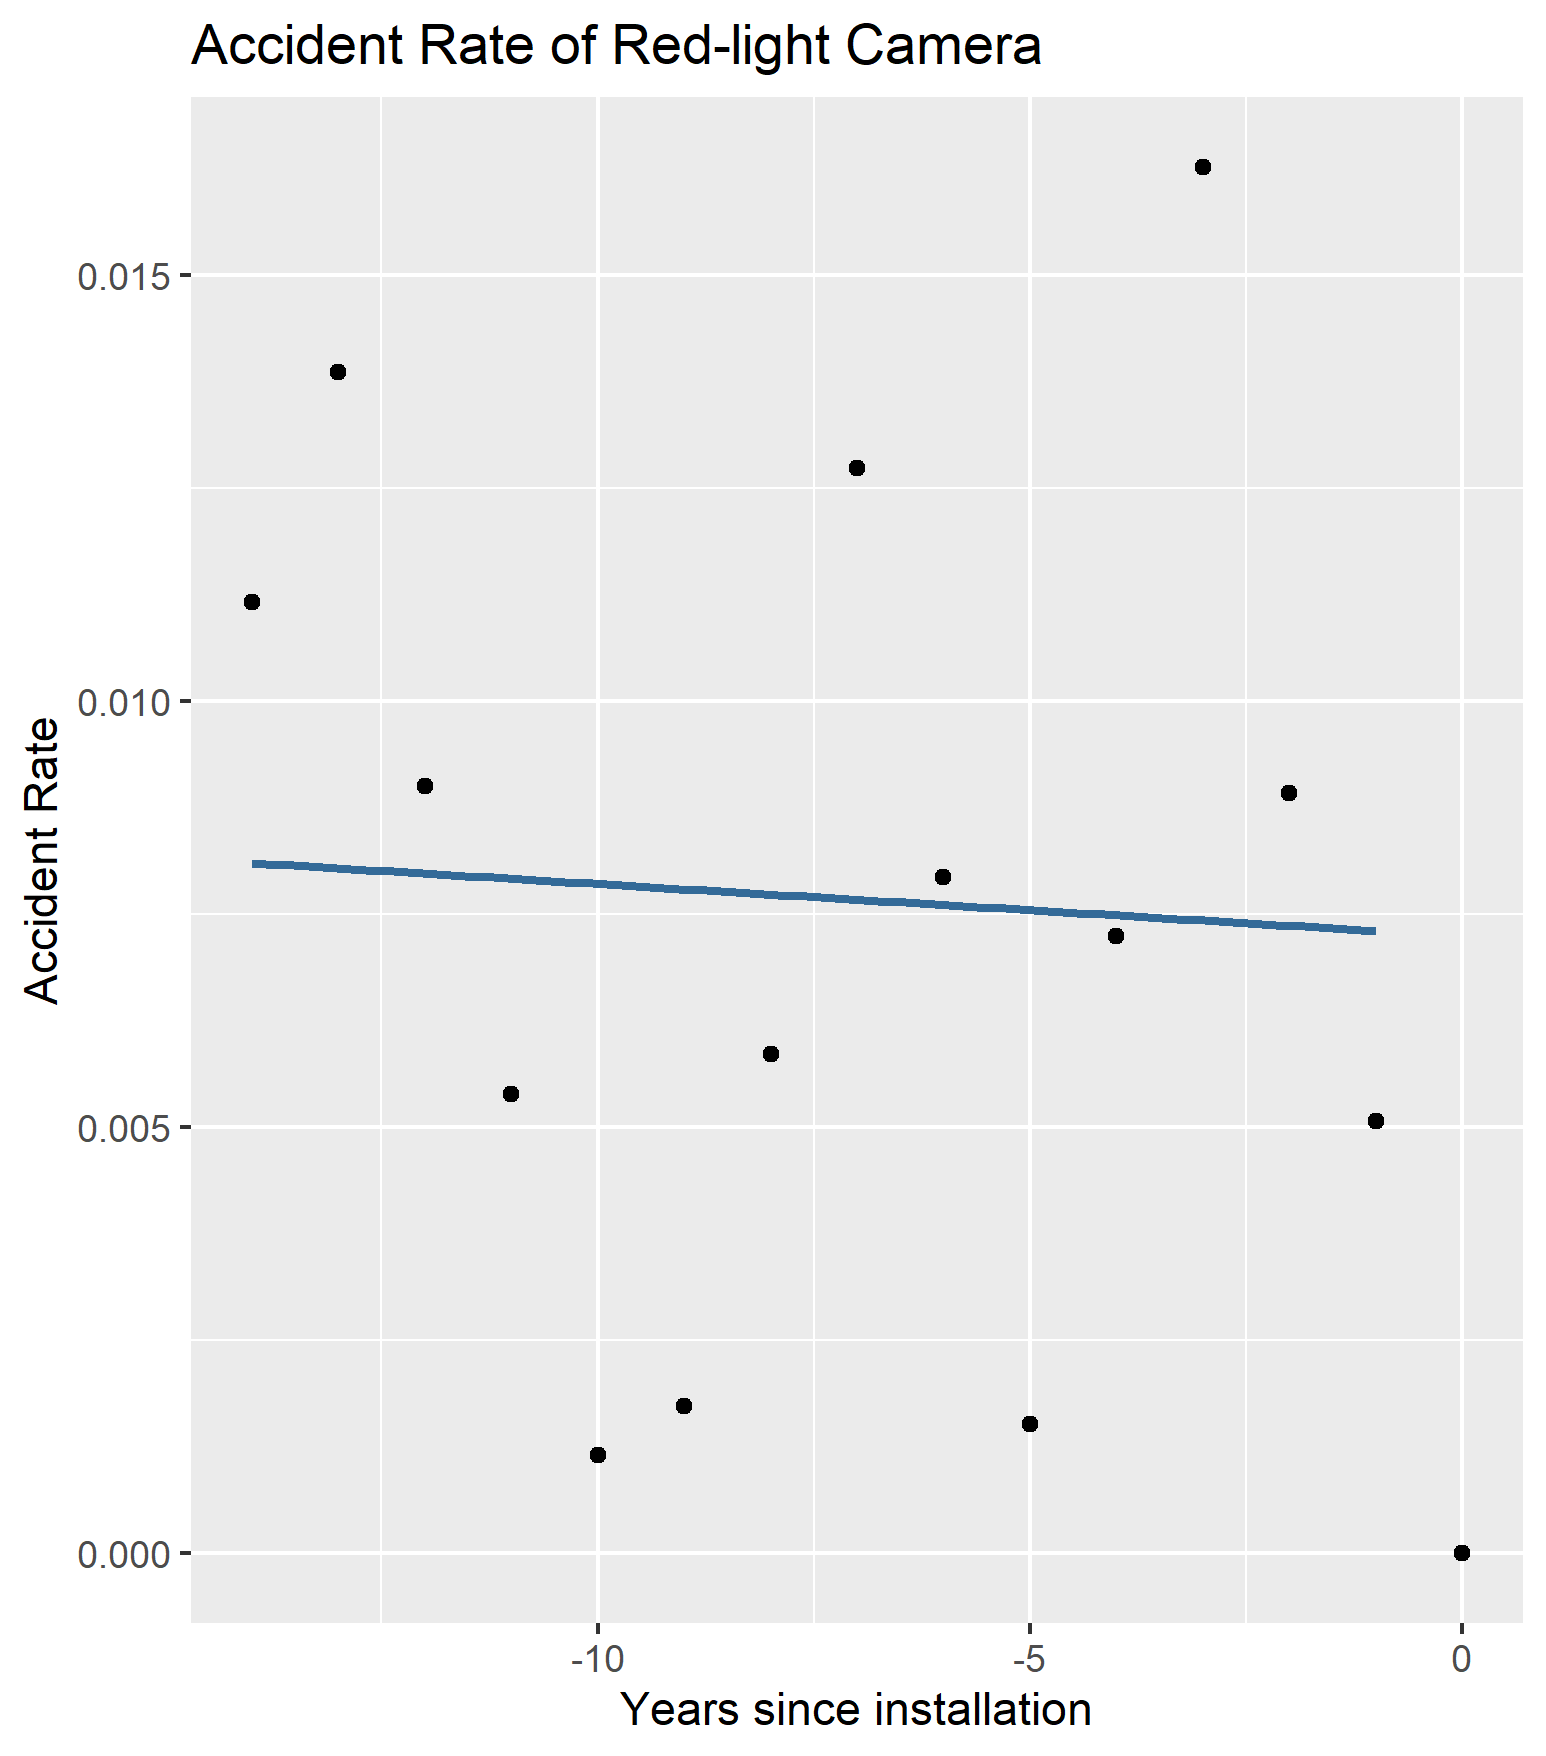 Accident Rate of Red-light Camera
Accident Rate
0.015
0.010
0.005
0.000
-10
-5
0
Years since installation